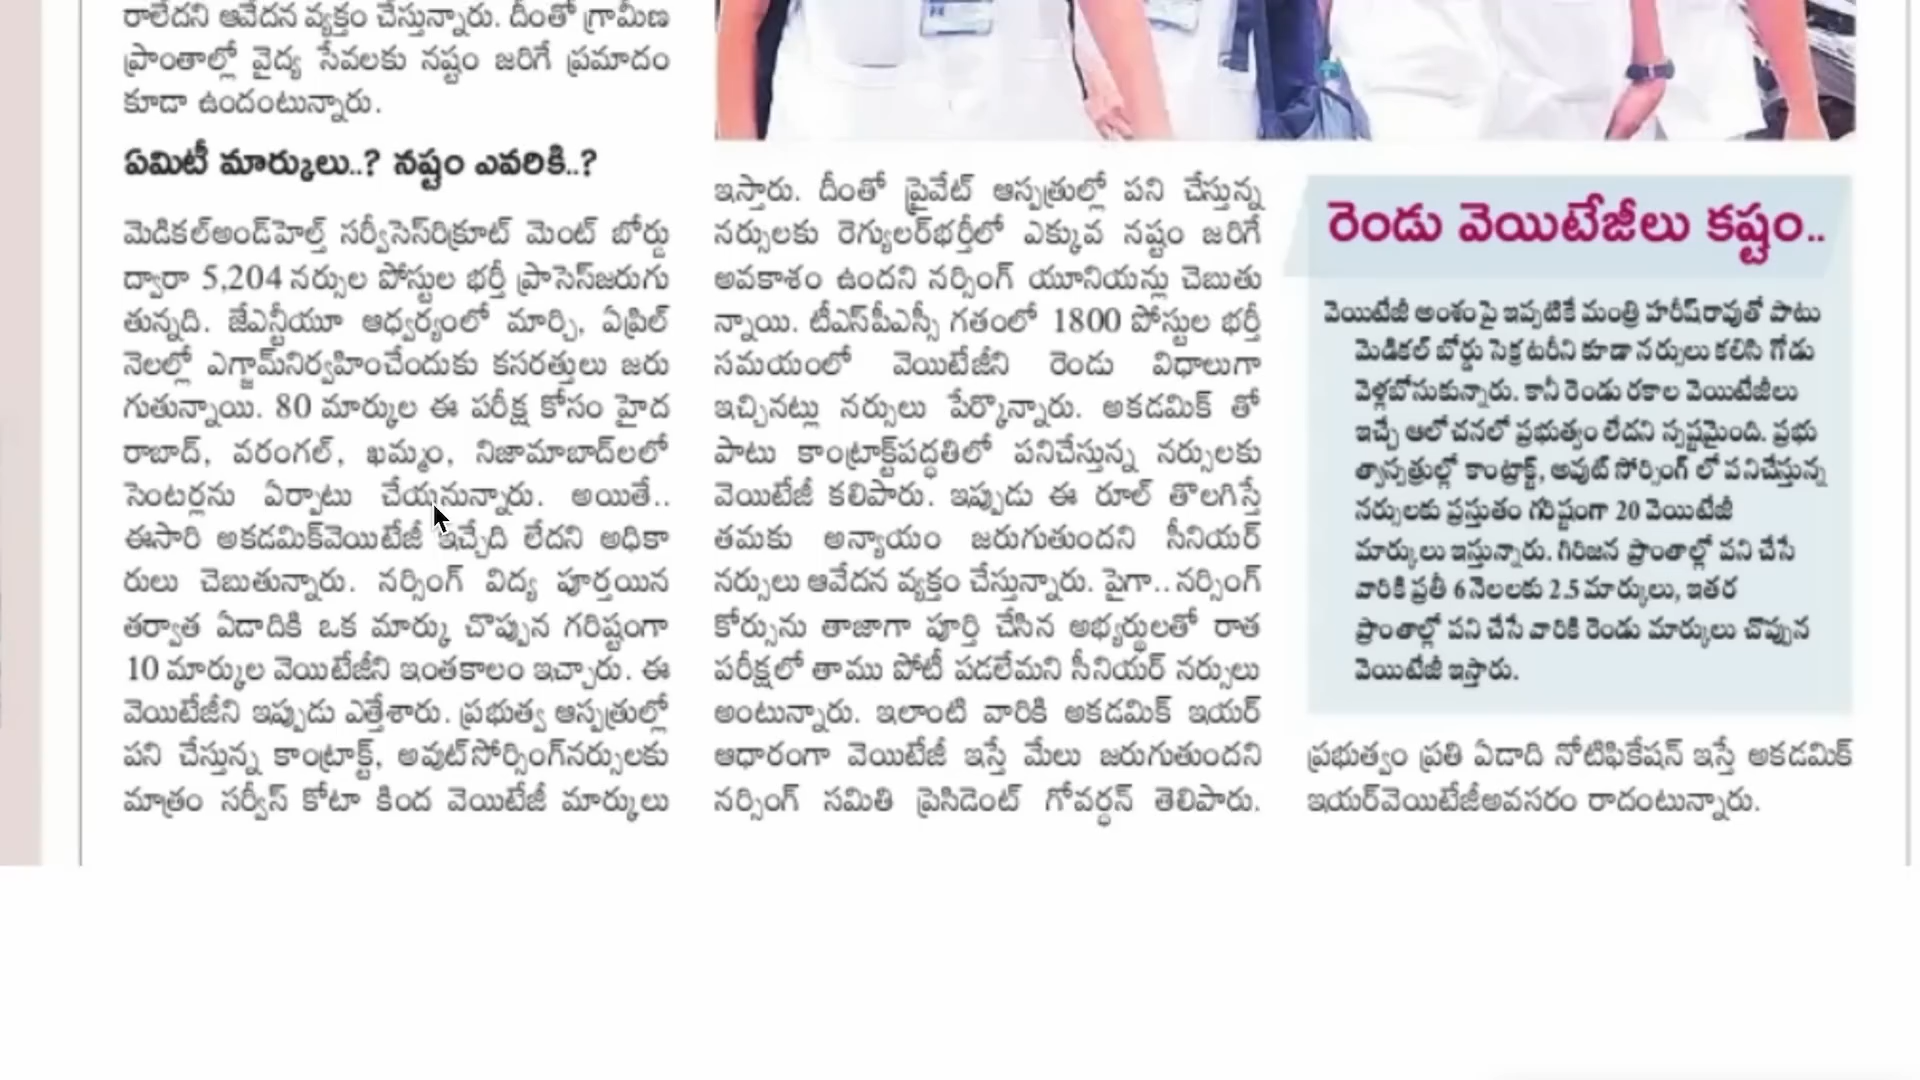 రాలేదని ఆవేదన వ్యక్తం చేస్తున్నారు. దీంతో గ్రామీణ
ప్రాంతాల్లో వైద్య సేవలకు నష్టం జరిగే ప్రమాదం
కూడా ఉందంటున్నారు.
ఏమిటీ మార్కులు..? నష్టం ఎవరికి..?
మెడికల్అండ్‌హెల్త్ సర్వీసెస్‌రిక్రూట్ మెంట్ బోర్డు
ద్వారా 5,204 నర్సుల పోస్టుల భర్తీ ప్రాసెస్‌జరుగు
తున్నది. జేఎన్టీయూ ఆధ్వర్యంలో మార్చి, ఏప్రిల్
నెలల్లో ఎగ్జామ్‌నిర్వహించేందుకు కసరత్తులు జరు
గుతున్నాయి. 80 మార్కుల ఈ పరీక్ష కోసం హైద
రాబాద్, వరంగల్, ఖమ్మం, నిజామాబాద్‌లలో
సెంటర్లను ఏర్పాటు చేయనున్నారు. అయితే..
ఈసారి అకడమిక్‌వెయిటేజీ ఇచ్చేది లేదని అధికా
రులు చెబుతున్నారు. నర్సింగ్ విద్య పూర్తయిన
తర్వాత ఏడాదికి ఒక మార్కు చొప్పున గరిష్టంగా
10 మార్కుల వెయిటేజీని ఇంతకాలం ఇచ్చారు. ఈ
వెయిటేజీని ఇప్పుడు ఎత్తేశారు. ప్రభుత్వ ఆస్పత్రుల్లో
పని చేస్తున్న కాంట్రాక్ట్, అవుట్‌సోర్సింగ్‌నర్సులకు
మాత్రం సర్వీస్ కోటా కింద వెయిటేజీ మార్కులు
ఇస్తారు. దీంతో ప్రైవేట్ ఆస్పత్రుల్లో పని చేస్తున్న
నర్సులకు రెగ్యులర్‌భర్తీలో ఎక్కువ నష్టం జరిగే
అవకాశం ఉందని నర్సింగ్ యూనియన్లు చెబుతు
న్నాయి. టీఎస్‌పీఎస్సీ గతంలో 1800 పోస్టుల భర్తీ
సమయంలో వెయిటేజీని రెండు విధాలుగా
ఇచ్చినట్లు నర్సులు పేర్కొన్నారు. అకడమిక్ తో
పాటు కాంట్రాక్ట్‌పద్ధతిలో పనిచేస్తున్న నర్సులకు
వెయిటేజీ కలిపారు. ఇప్పుడు ఈ రూల్ తొలగిస్తే
తమకు అన్యాయం జరుగుతుందని సీనియర్
నర్సులు ఆవేదన వ్యక్తం చేస్తున్నారు. పైగా.. నర్సింగ్
కోర్సును తాజాగా పూర్తి చేసిన అభ్యర్థులతో రాత
పరీక్షలో తాము పోటీ పడలేమని సీనియర్ నర్సులు
అంటున్నారు. ఇలాంటి వారికి అకడమిక్ ఇయర్
ఆధారంగా వెయిటేజీ ఇస్తే మేలు జరుగుతుందని
నర్సింగ్ సమితి ప్రెసిడెంట్ గోవర్ధన్ తెలిపారు.
రెండు వెయిటేజీలు కష్టం..
వెయిటేజీ అంశంపై ఇప్పటికే మంత్రి హరీష్‌రావుతో పాటు
మెడికల్ బోర్డు సెక్రటరీని కూడా నర్సులు కలిసి గోడు
వెళ్లబోసుకున్నారు. కానీ రెండు రకాల వెయిటేజీలు
ఇచ్చే ఆలోచనలో ప్రభుత్వం లేదని స్పష్టమైంది. ప్రభు
త్వాస్పత్రుల్లో కాంట్రాక్ట్, అవుట్ సోర్సింగ్ లో పనిచేస్తున్న
నర్సులకు ప్రస్తుతం గరిష్టంగా 20 వెయిటేజీ
మార్కులు ఇస్తున్నారు. గిరిజన ప్రాంతాల్లో పని చేసే
వారికి ప్రతీ 6 నెలలకు 2.5 మార్కులు, ఇతర
ప్రాంతాల్లో పని చేసే వారికి రెండు మార్కులు చొప్పున
వెయిటేజీ ఇస్తారు.
ప్రభుత్వం ప్రతి ఏడాది నోటిఫికేషన్ ఇస్తే అకడమిక్
ఇయర్‌వెయిటేజీఅవసరం రాదంటున్నారు.